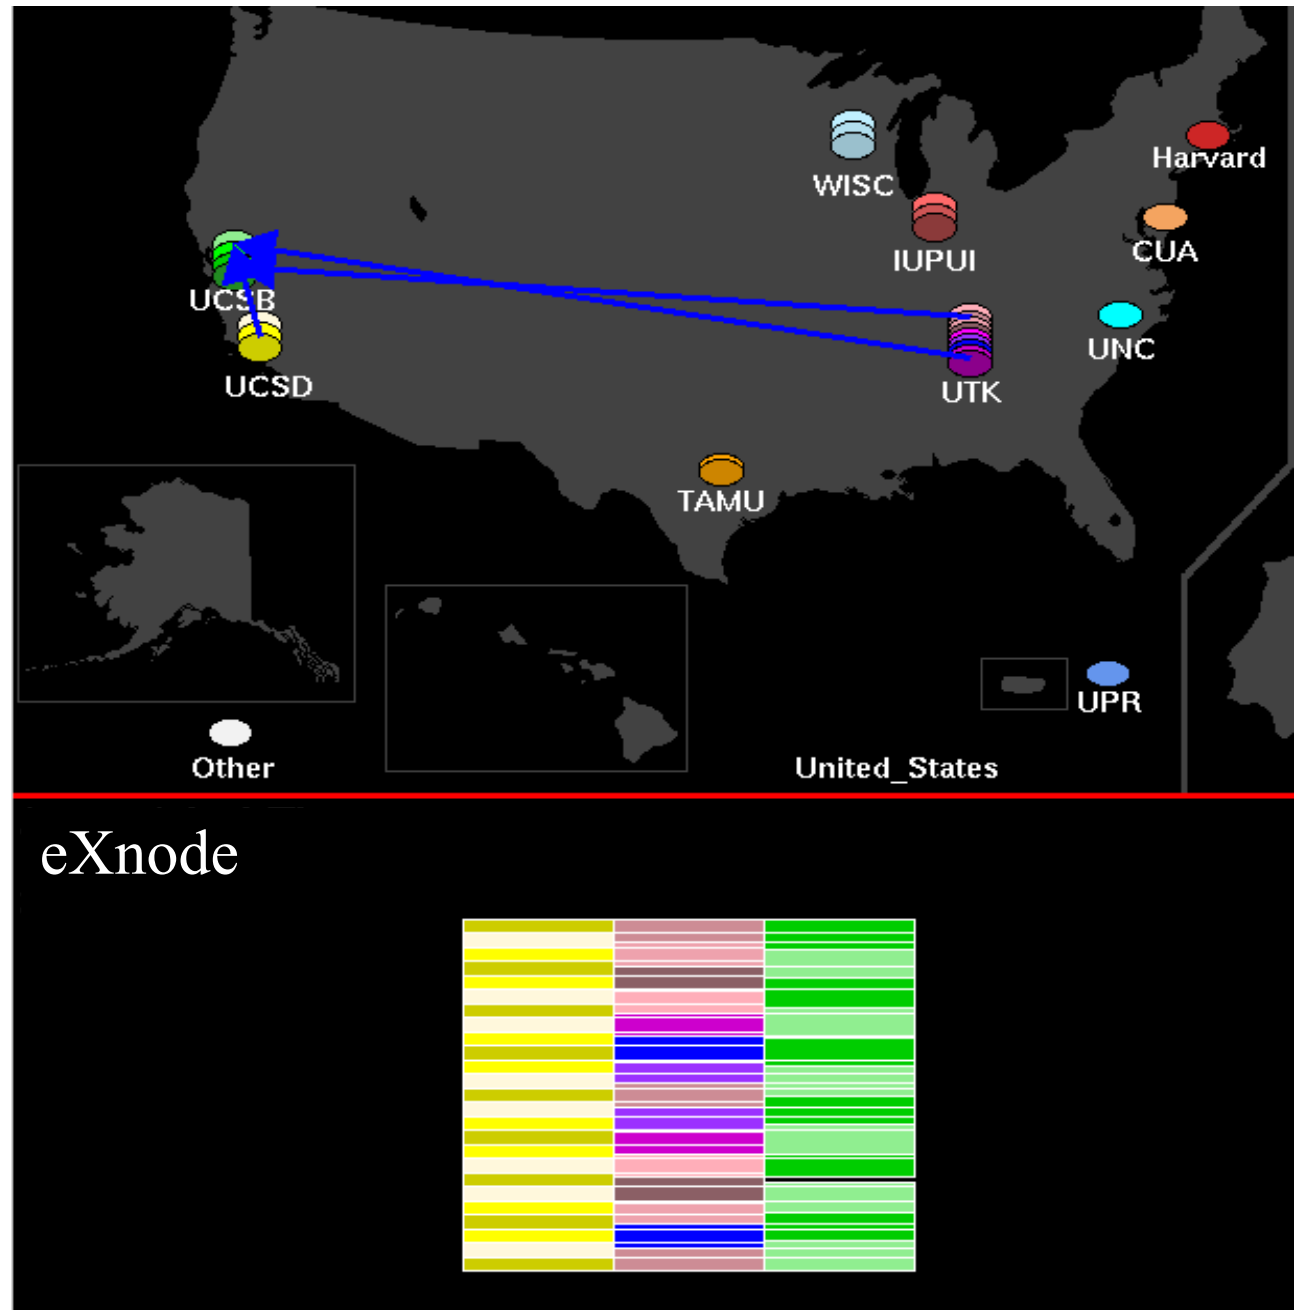 WISC
Harvard
IUPUI
CUA
UCSB
UNC
UCSD
UTK
TAMU
UPR
Other
United_States
eXnode